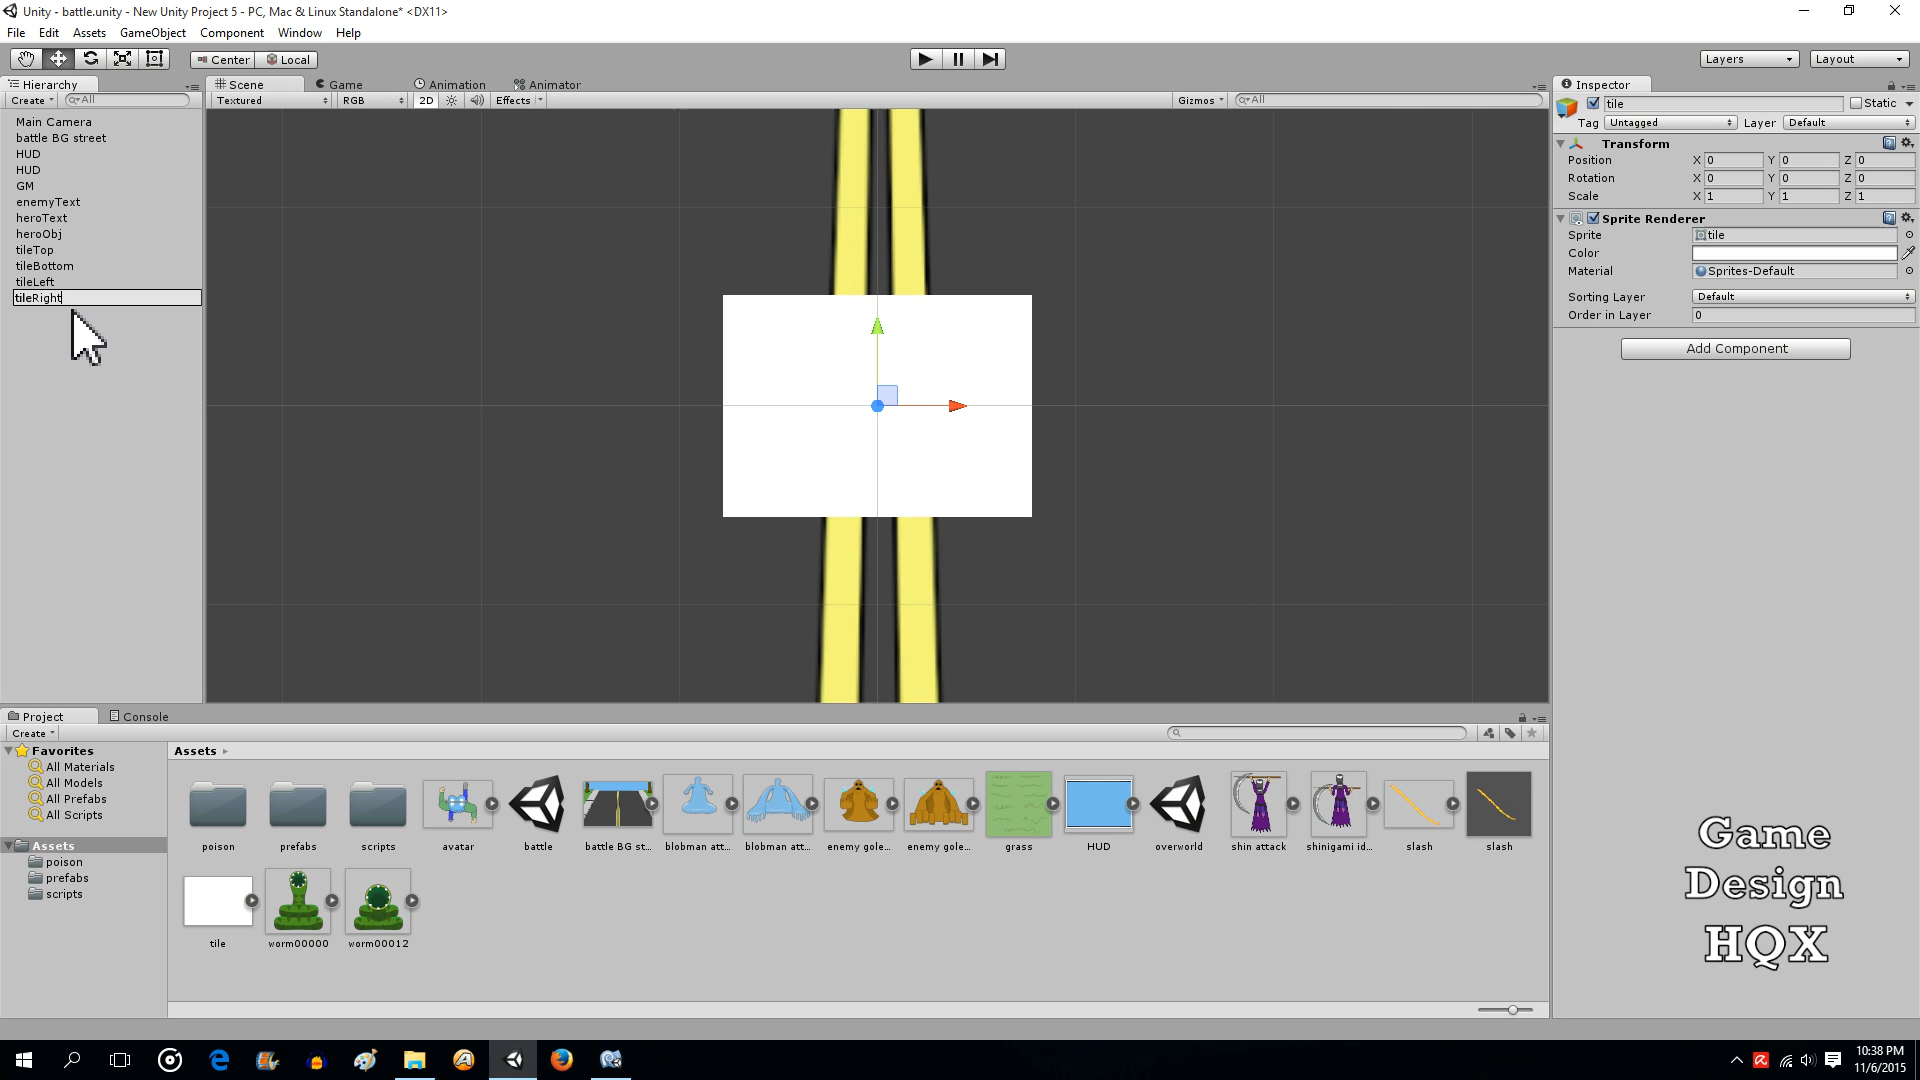 Unity - battle.unity - New Unity Project 5 - PC, Mac & Linux Standalone* <DX11>
File Edit Assets GameObject Component Window Help
Center Local
Layers
Layout
Hierarchy
Scene Game Animation Animator
Inspector
Create All
Textured RGB 2D Effects
Gizmos All
tile Static
Tag Untagged Layer Default
Main Camera
battle BG street
HUD
HUD
GM
enemyText
heroText
heroObj
tileTop
tileBottom
tileLeft
tileRight
Transform
Position X 0 Y 0 Z 0
Rotation X 0 Y 0 Z 0
Scale X 1 Y 1 Z 1
Sprite Renderer
Sprite tile
Color
Material Sprites-Default
Sorting Layer Default
Order in Layer 0
Add Component
Project Console
Create
Favorites
All Materials
All Models
All Prefabs
All Scripts
Assets
poison
prefabs
scripts
Assets
poison prefabs scripts avatar battle battle BG st... blobman att... blobman att... enemy gole... enemy gole... grass HUD overworld shin attack shinigami id... slash slash
tile worm00000 worm00012
Game
Design
HQX
10:38 PM
11/6/2015